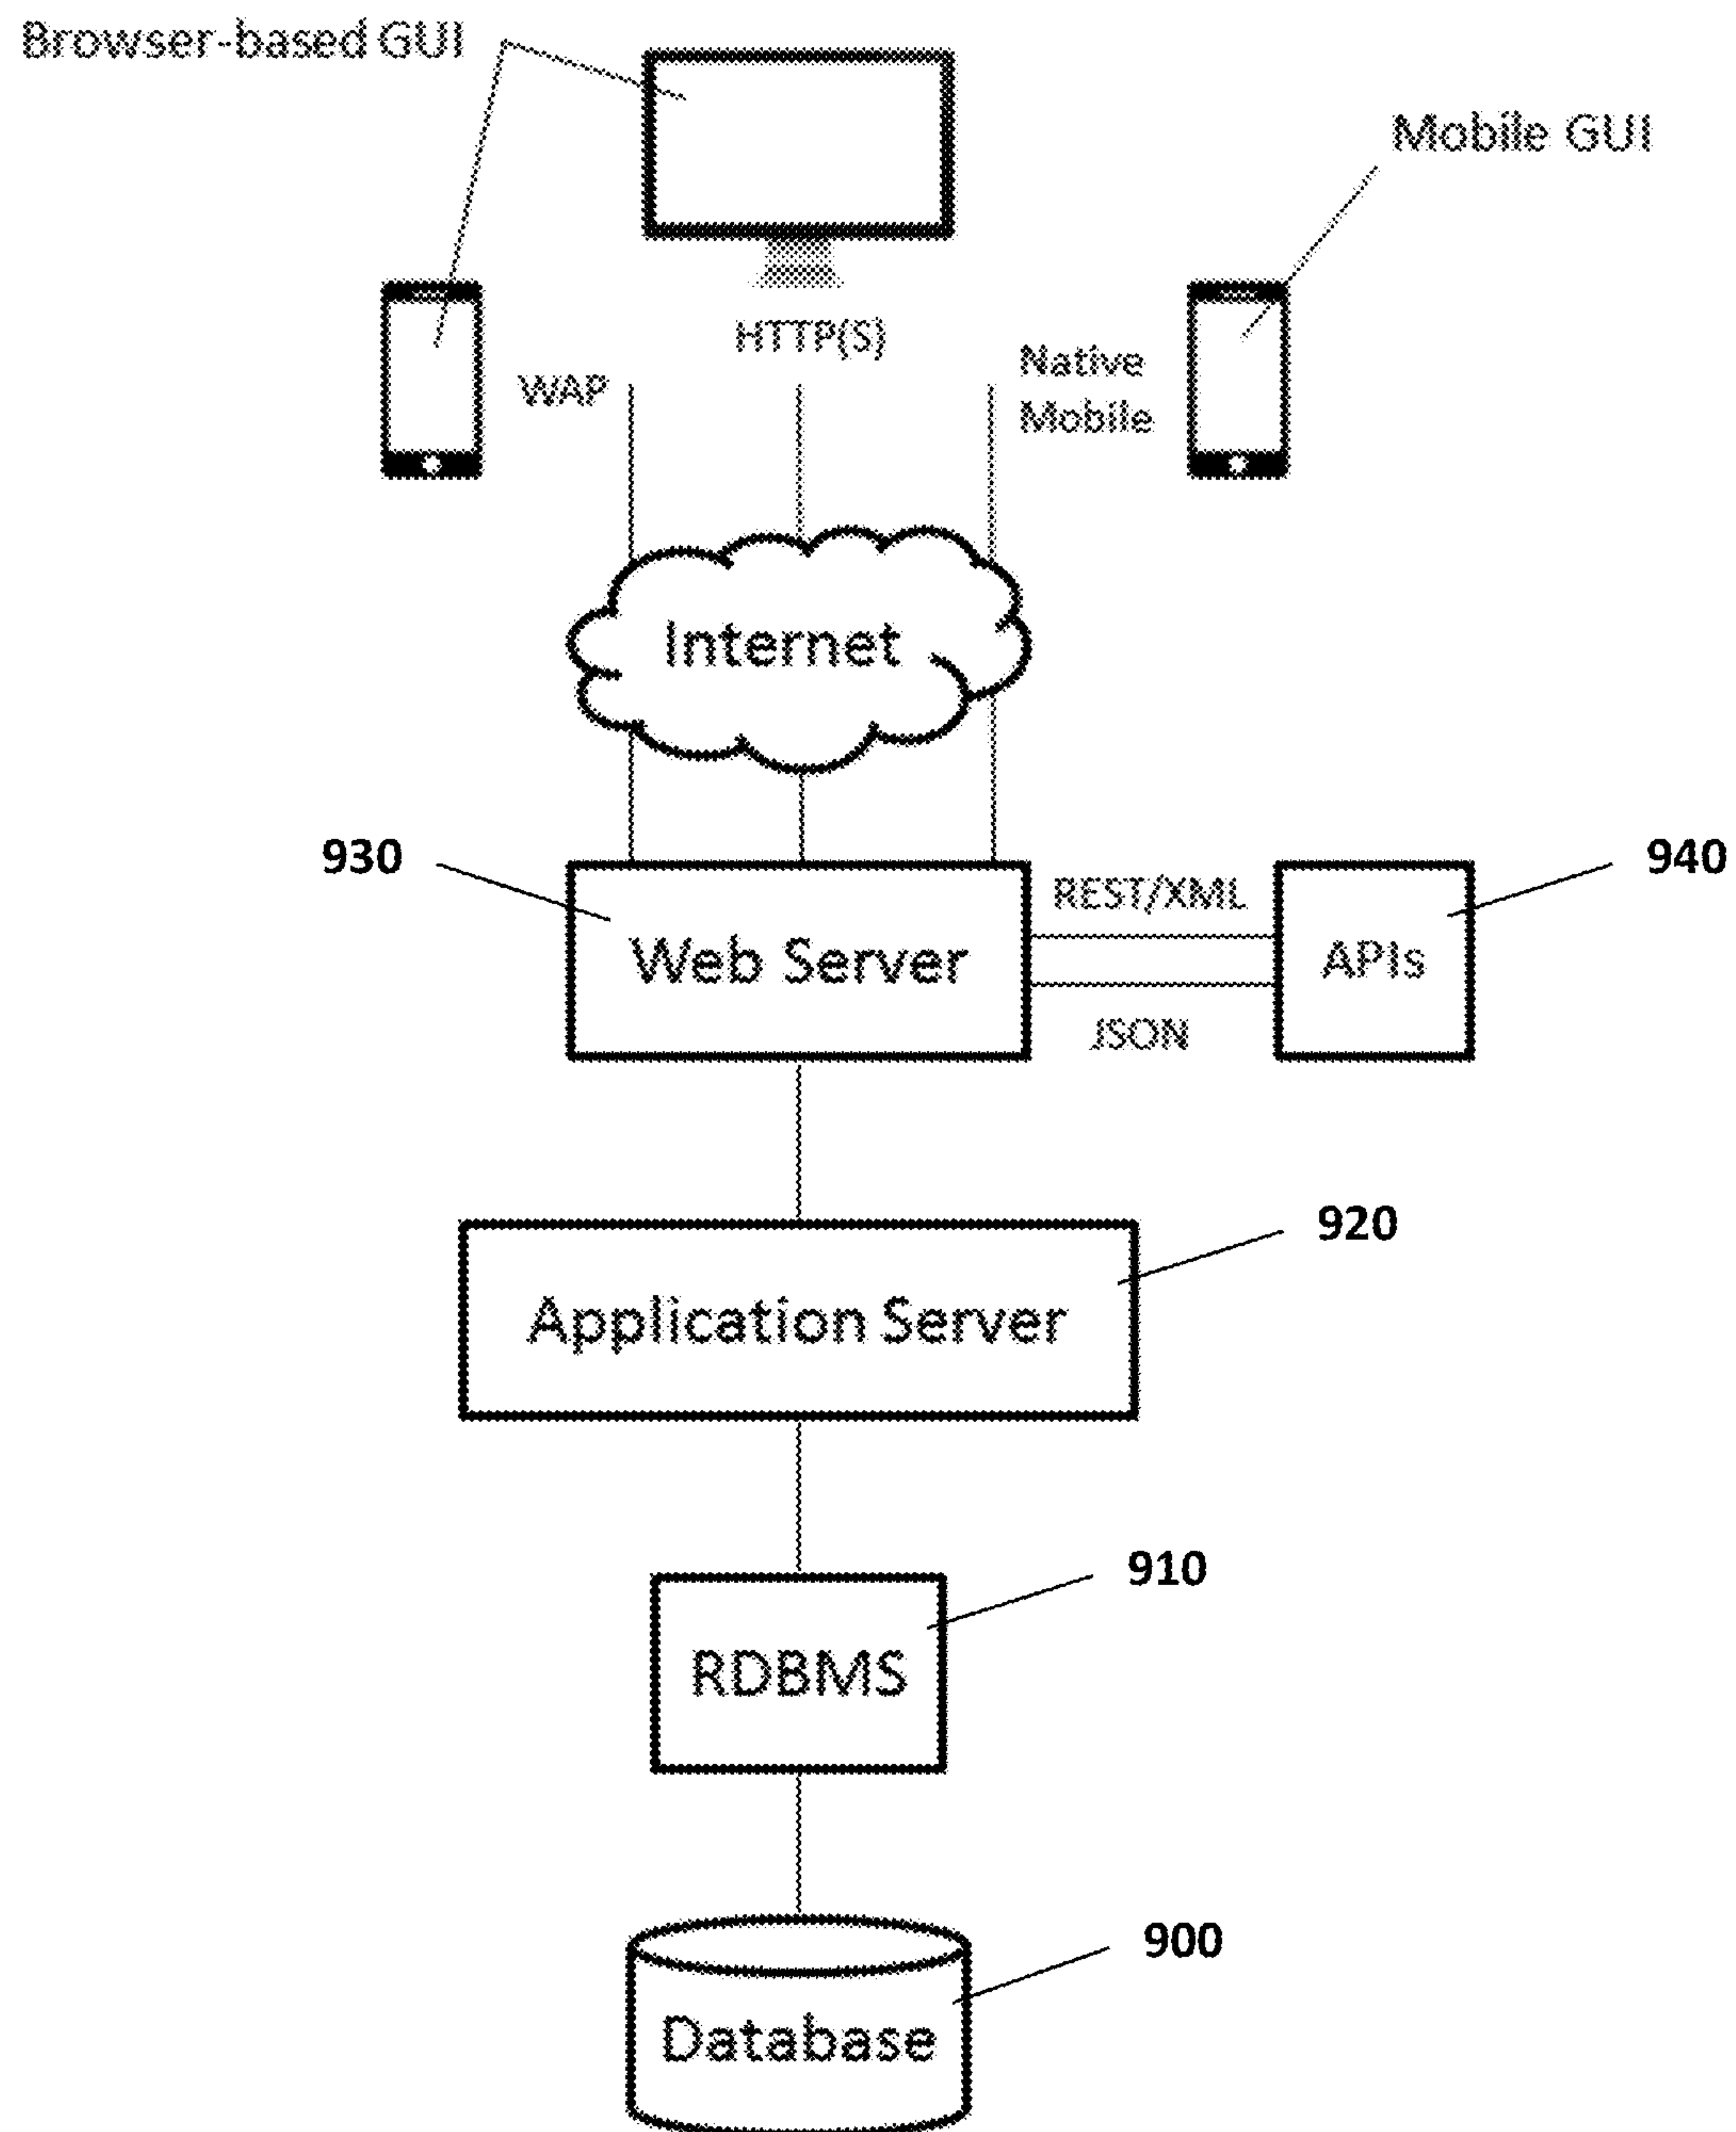 Browser-based GUI
Mobile GUI
HTTP(S)
WAP
Native
Mobile
Internet
930
940
REST/XML
Web Server
APIs
JSON
920
Application Server
910
RDBMS
900
Database